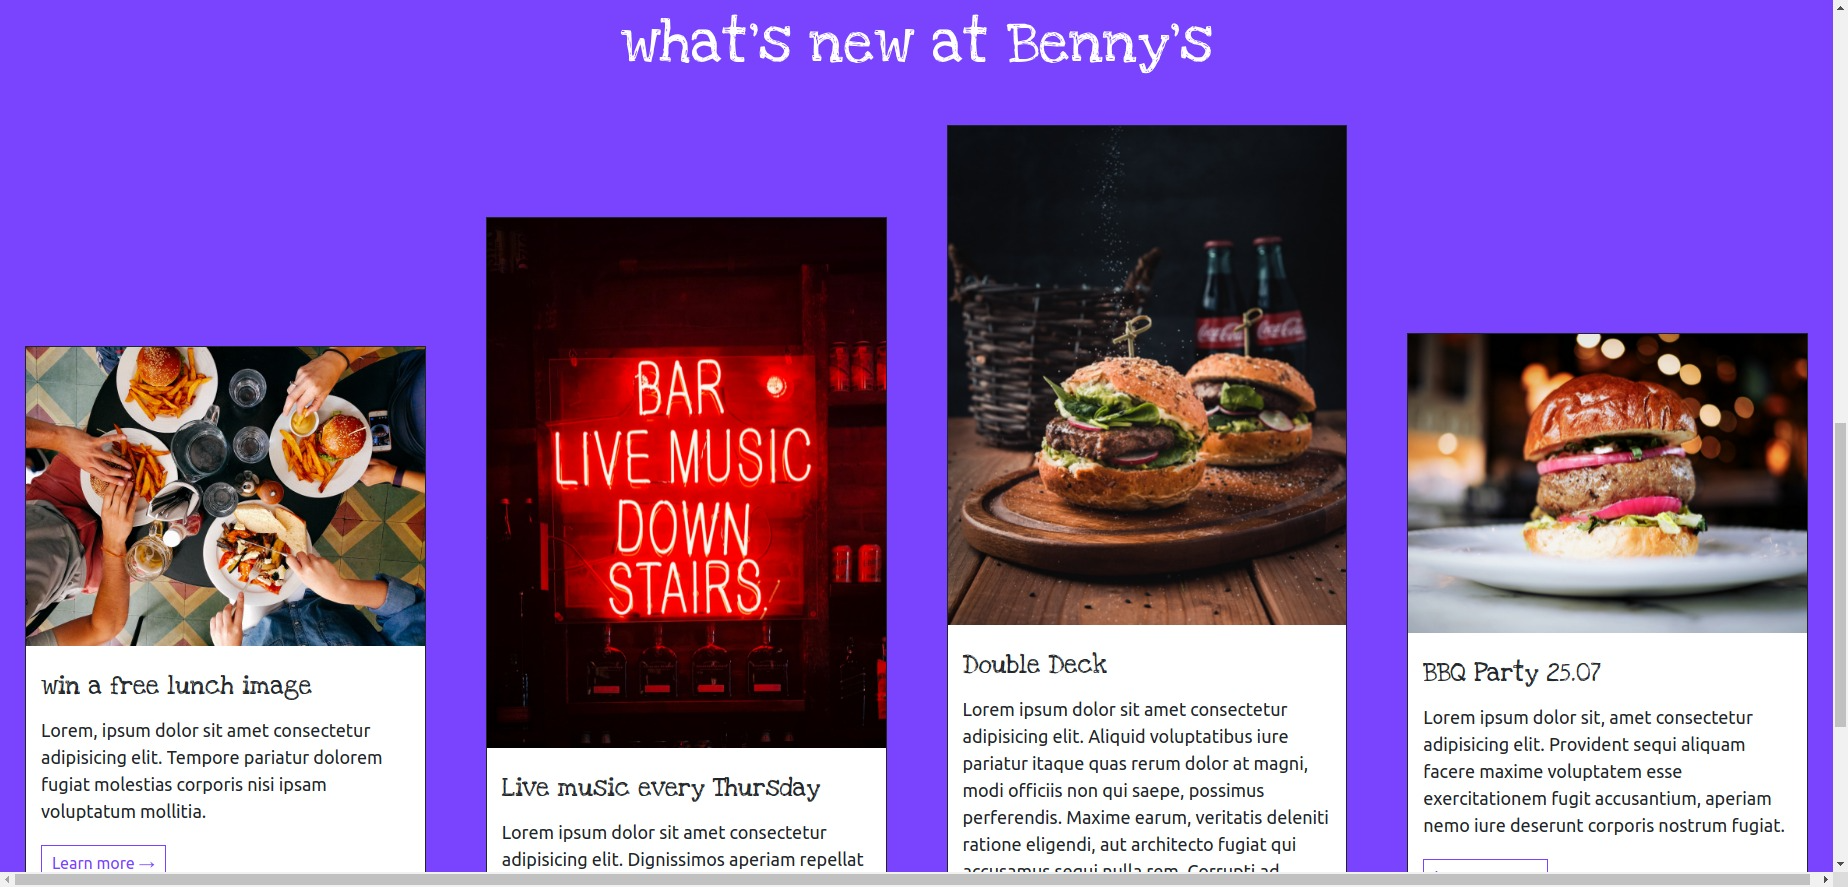 what's new at Benny's
BAR
LIVE MUSIC
DOWN
STAIRS.
Coca-Cola
Coca-Cola
win a free lunch image
Lorem, ipsum dolor sit amet consectetur
adipisicing elit. Tempore pariatur dolorem
fugiat molestias corporis nisi ipsam
voluptatum mollitia.
Learn more →
Live music every Thursday
Lorem ipsum dolor sit amet consectetur
adipisicing elit. Dignissimos aperiam repellat
Double Deck
Lorem ipsum dolor sit amet consectetur
adipisicing elit. Aliquid voluptatibus iure
pariatur itaque quas rerum dolor at magni,
modi officiis non qui saepe, possimus
perferendis. Maxime earum, veritatis deleniti
ratione eligendi, aut architecto fugiat qui
accusamus sequi nulla rem. Corrupti ad
BBQ Party 25.07
Lorem ipsum dolor sit, amet consectetur
adipisicing elit. Provident sequi aliquam
facere maxime voluptatem esse
exercitationem fugit accusantium, aperiam
nemo iure deserunt corporis nostrum fugiat.